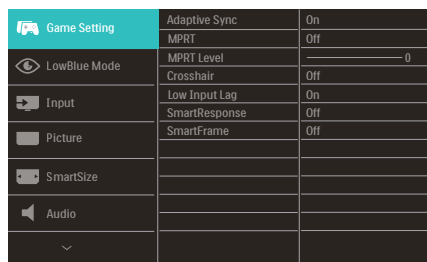 Game Setting
LowBlue Mode
Input
Picture
SmartSize
Audio
Adaptive Sync On
MPRT Off
MPRT Level 0
Crosshair Off
Low Input Lag On
SmartResponse Off
SmartFrame Off